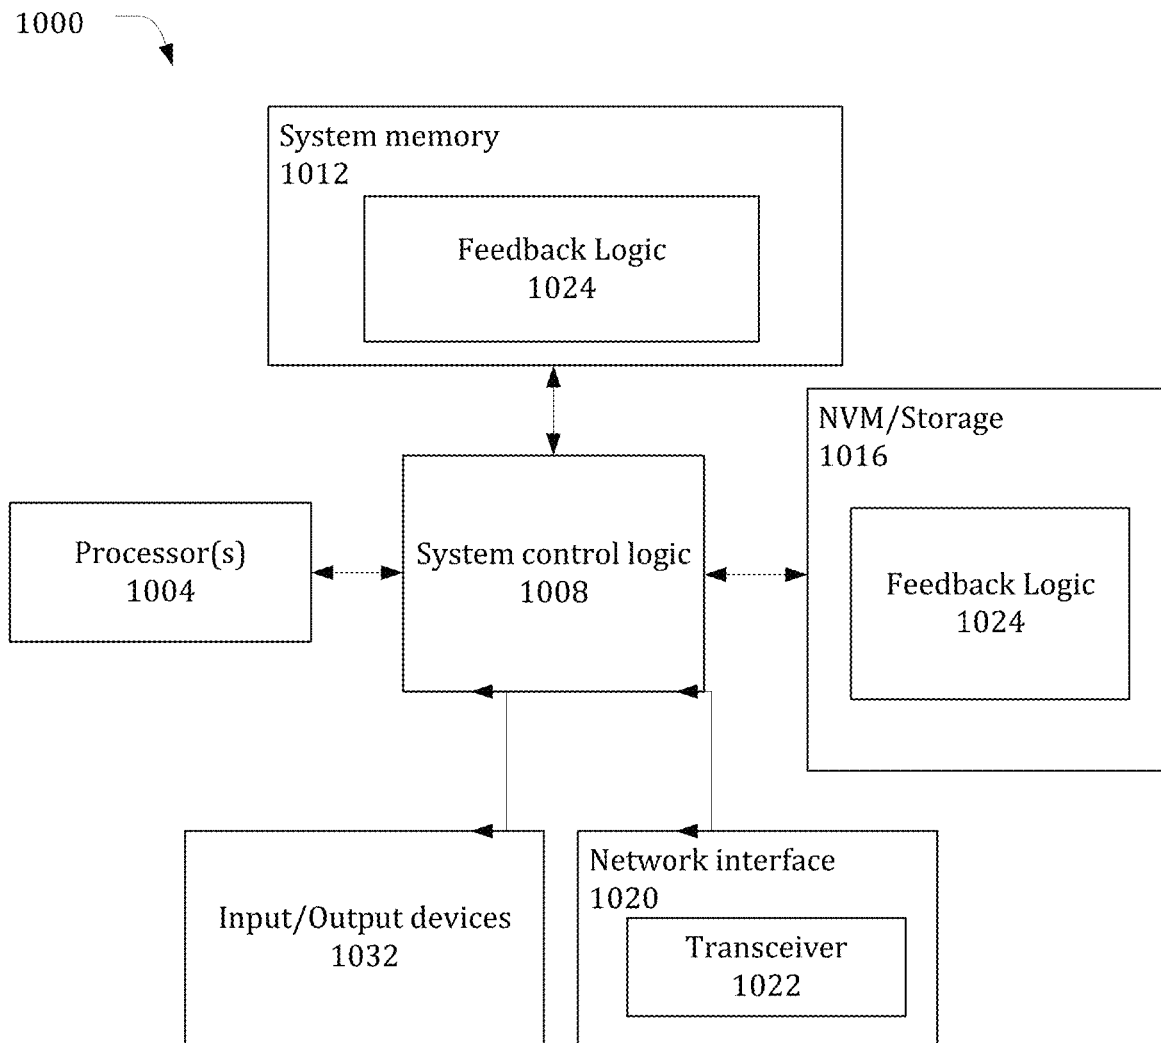 1000
System memory
1012
Feedback Logic
1024
NVM/Storage
1016
Feedback Logic
1024
Processor(s)
1004
System control logic
1008
Input/Output devices
1032
Network interface
1020
Transceiver
1022